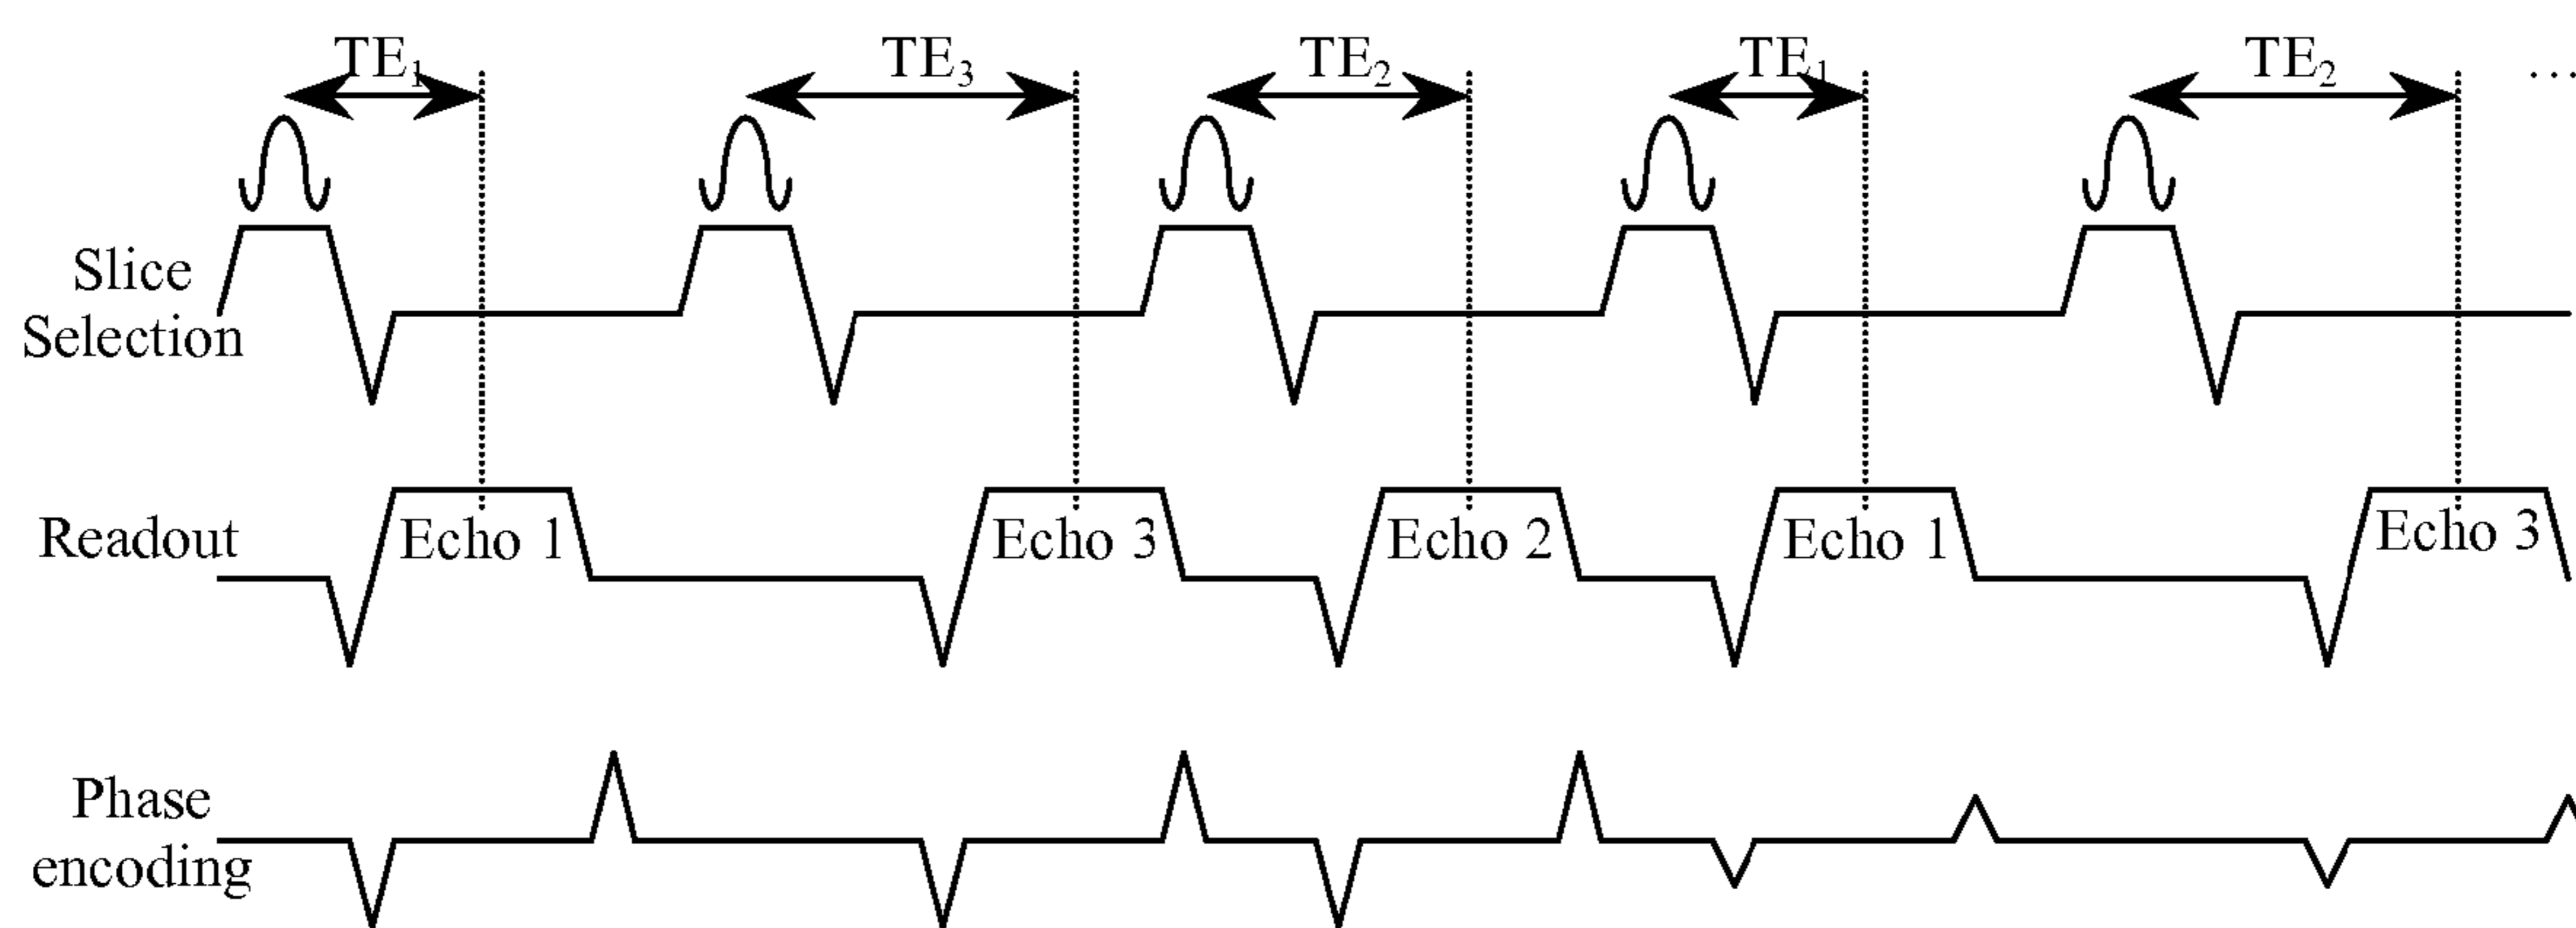 TE₁ TE₃ TE₂ TE₁ TE₂ ...
Slice
Selection
Readout Echo 1 Echo 3 Echo 2 Echo 1 Echo 3
Phase
encoding